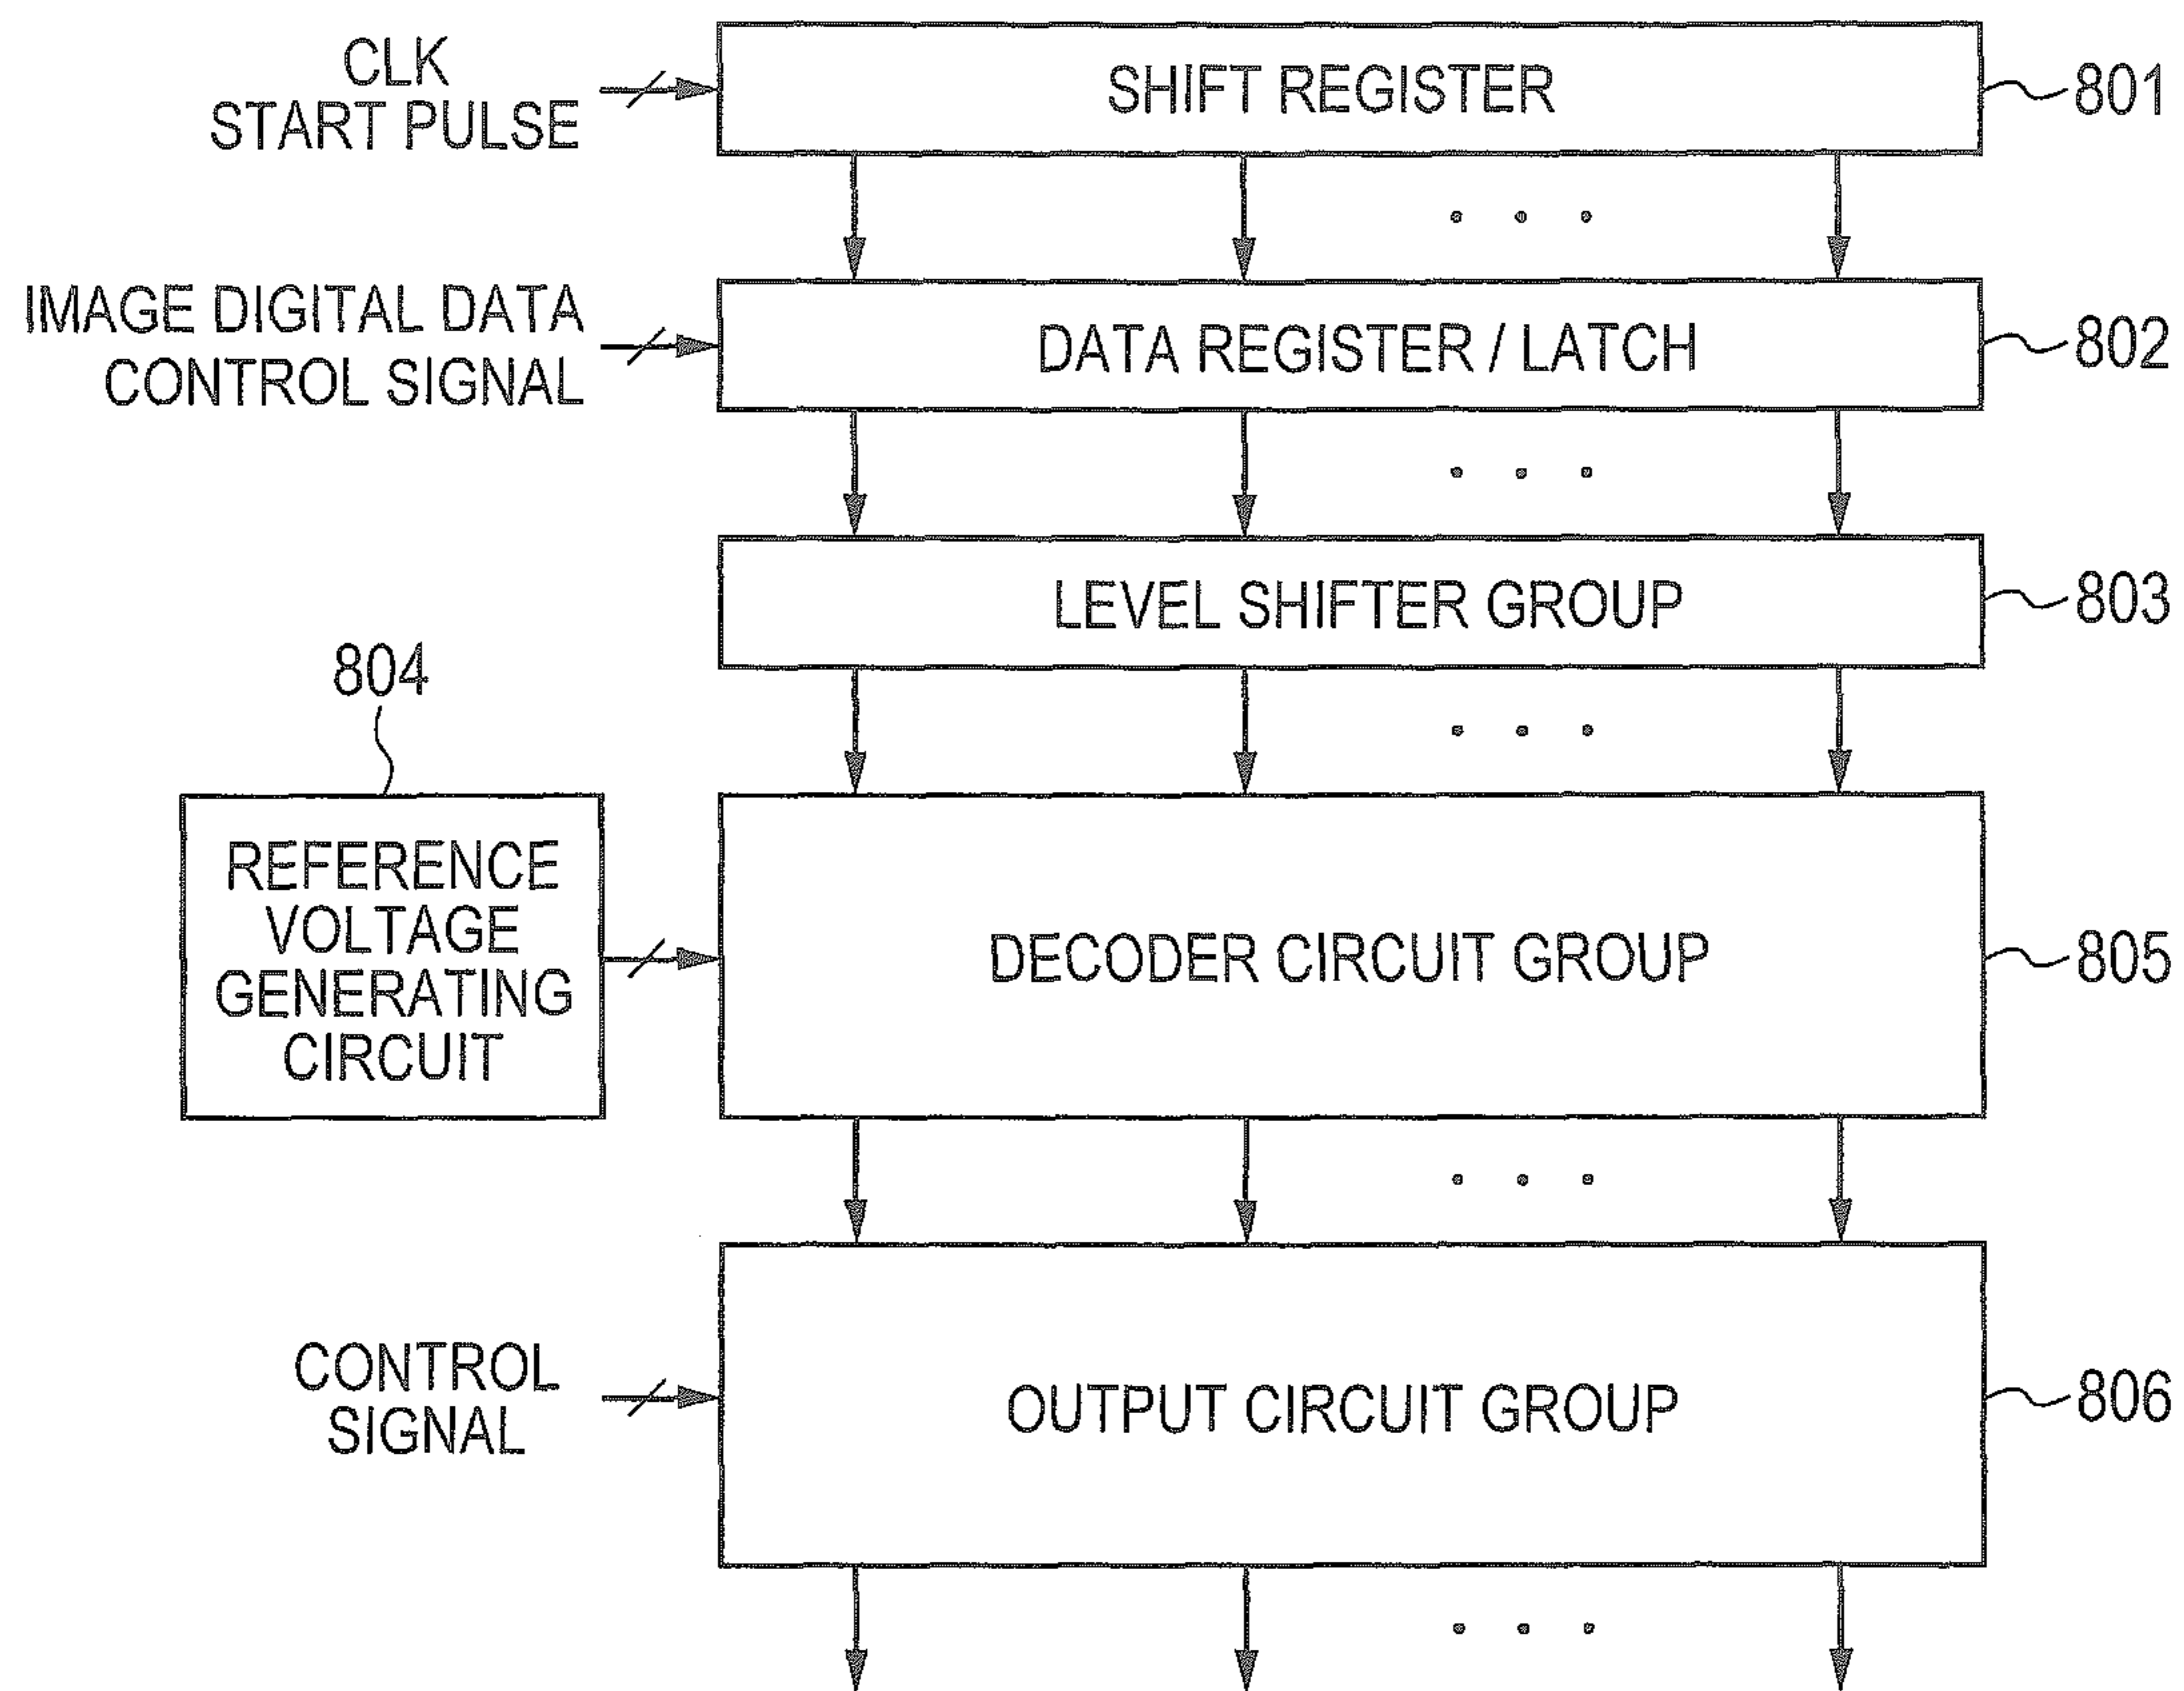 CLK
START PULSE
SHIFT REGISTER
801
IMAGE DIGITAL DATA
CONTROL SIGNAL
DATA REGISTER / LATCH
802
LEVEL SHIFTER GROUP
803
804
REFERENCE
VOLTAGE
GENERATING
CIRCUIT
DECODER CIRCUIT GROUP
805
CONTROL
SIGNAL
OUTPUT CIRCUIT GROUP
806